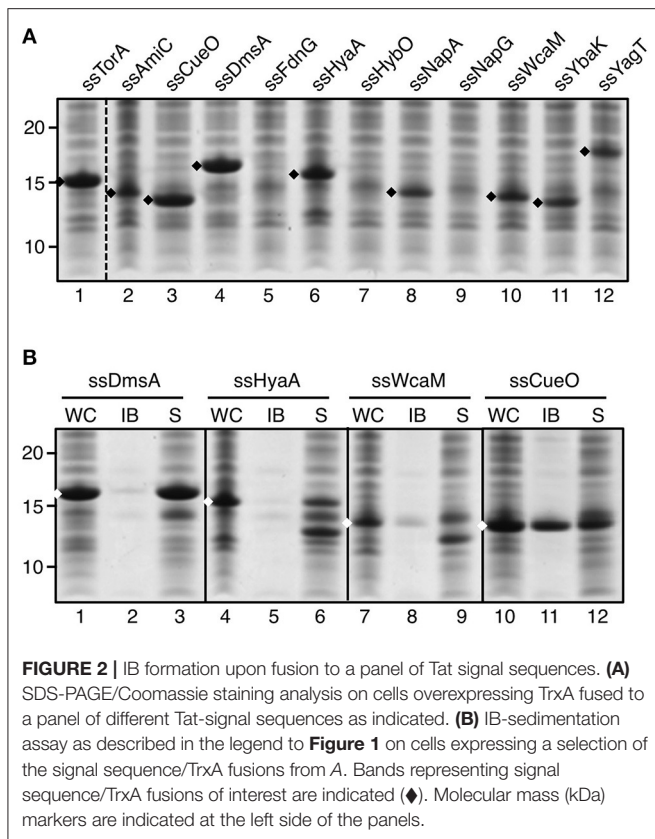 A
ssTorA ssAmiC ssCueO ssDmsA ssFdnG ssHyaA ssHybO ssNapA ssNapG ssWcaM ssYbaK ssYagT
20
15
10
1 2 3 4 5 6 7 8 9 10 11 12
B
ssDmsA ssHyaA ssWcaM ssCueO
WC IB S WC IB S WC IB S WC IB S
20
15
10
1 2 3 4 5 6 7 8 9 10 11 12
FIGURE 2 | IB formation upon fusion to a panel of Tat signal sequences. (A)
SDS-PAGE/Coomassie staining analysis on cells overexpressing TrxA fused to
a panel of different Tat-signal sequences as indicated. (B) IB-sedimentation
assay as described in the legend to Figure 1 on cells expressing a selection of
the signal sequence/TrxA fusions from A. Bands representing signal
sequence/TrxA fusions of interest are indicated (♦). Molecular mass (kDa)
markers are indicated at the left side of the panels.